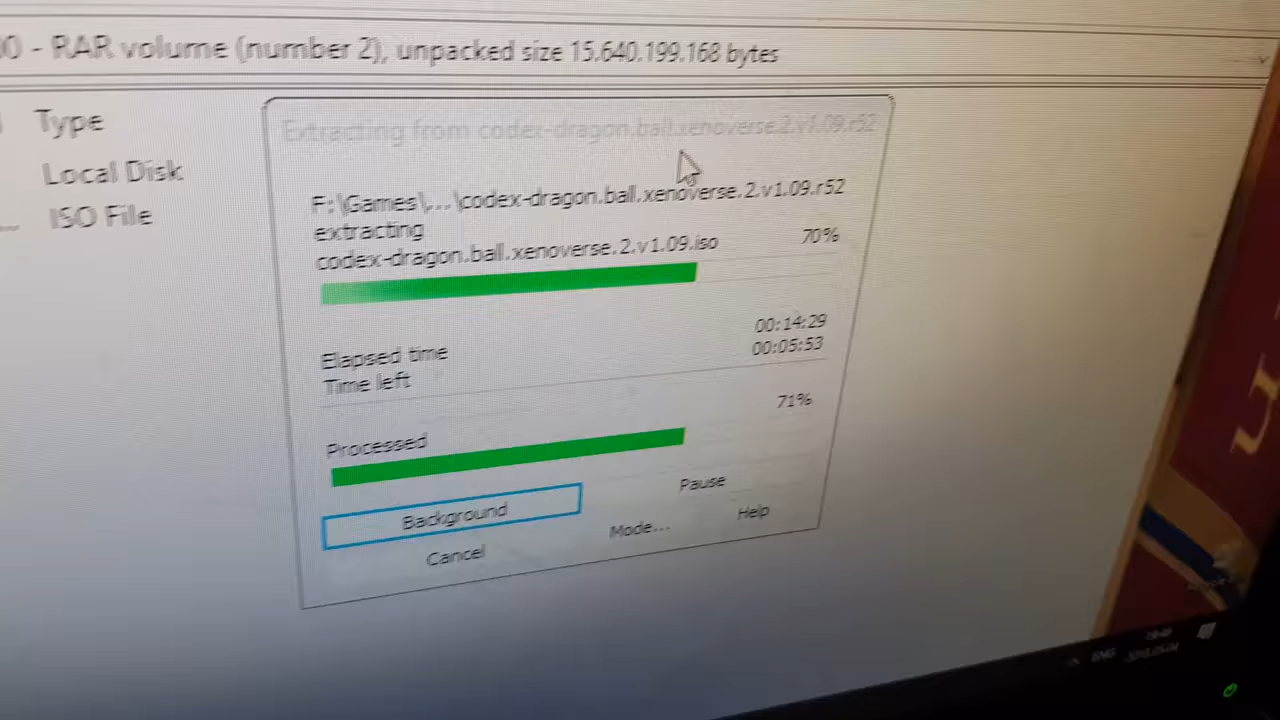 00 - RAR volume (number 2), unpacked size 15.640.199.168 bytes
Type
Local Disk
ISO File
Extracting from codex-dragon.ball.xenoverse.2.v1.09.r52
F:\Games\...\codex-dragon.ball.xenoverse.2.v1.09.r52
extracting
codex-dragon.ball.xenoverse.2.v1.09.iso 70%
Elapsed time 00:14:29
Time left 00:05:53
Processed 71%
Background Pause
Cancel Mode... Help
ENG